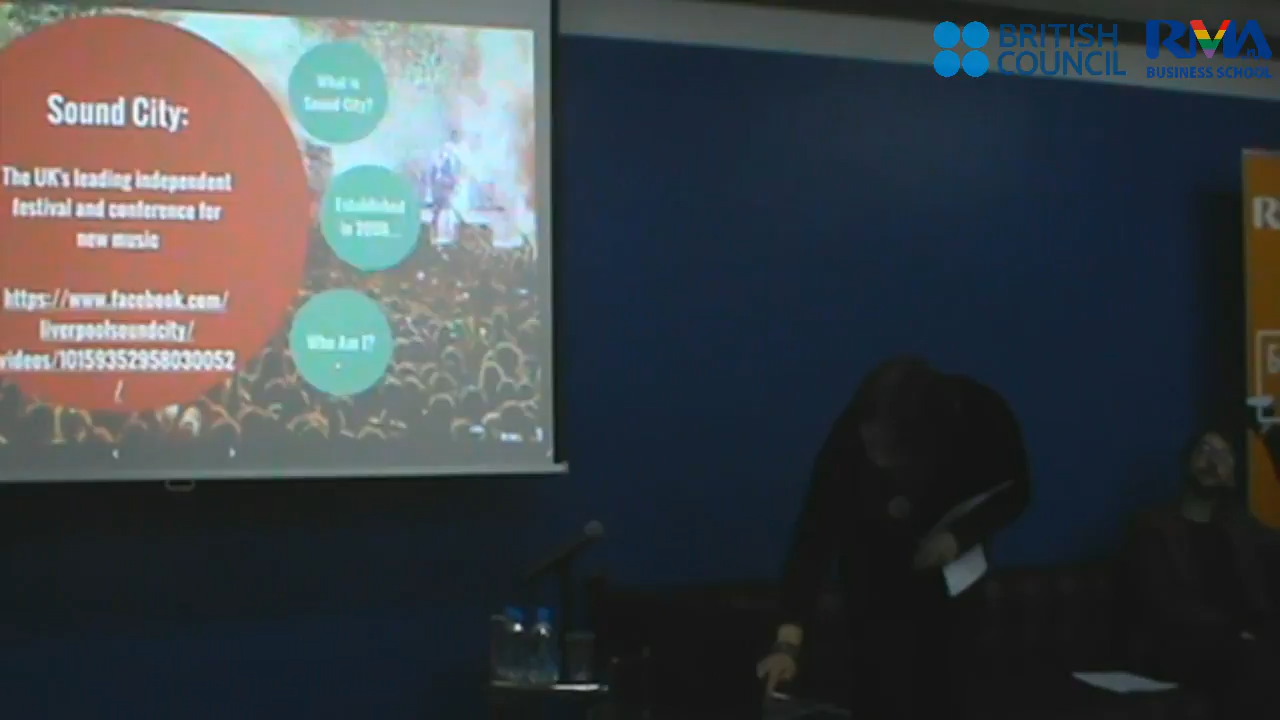 Sound City:
The UK's leading independent
festival and conference for
new music
https://www.facebook.com/
liverpoolsoundcity/
videos/10159352958030052
/
What is
Sound City?
Established
in 2008...
Who Am I?
BRITISH
COUNCIL
RMA
BUSINESS SCHOOL
R